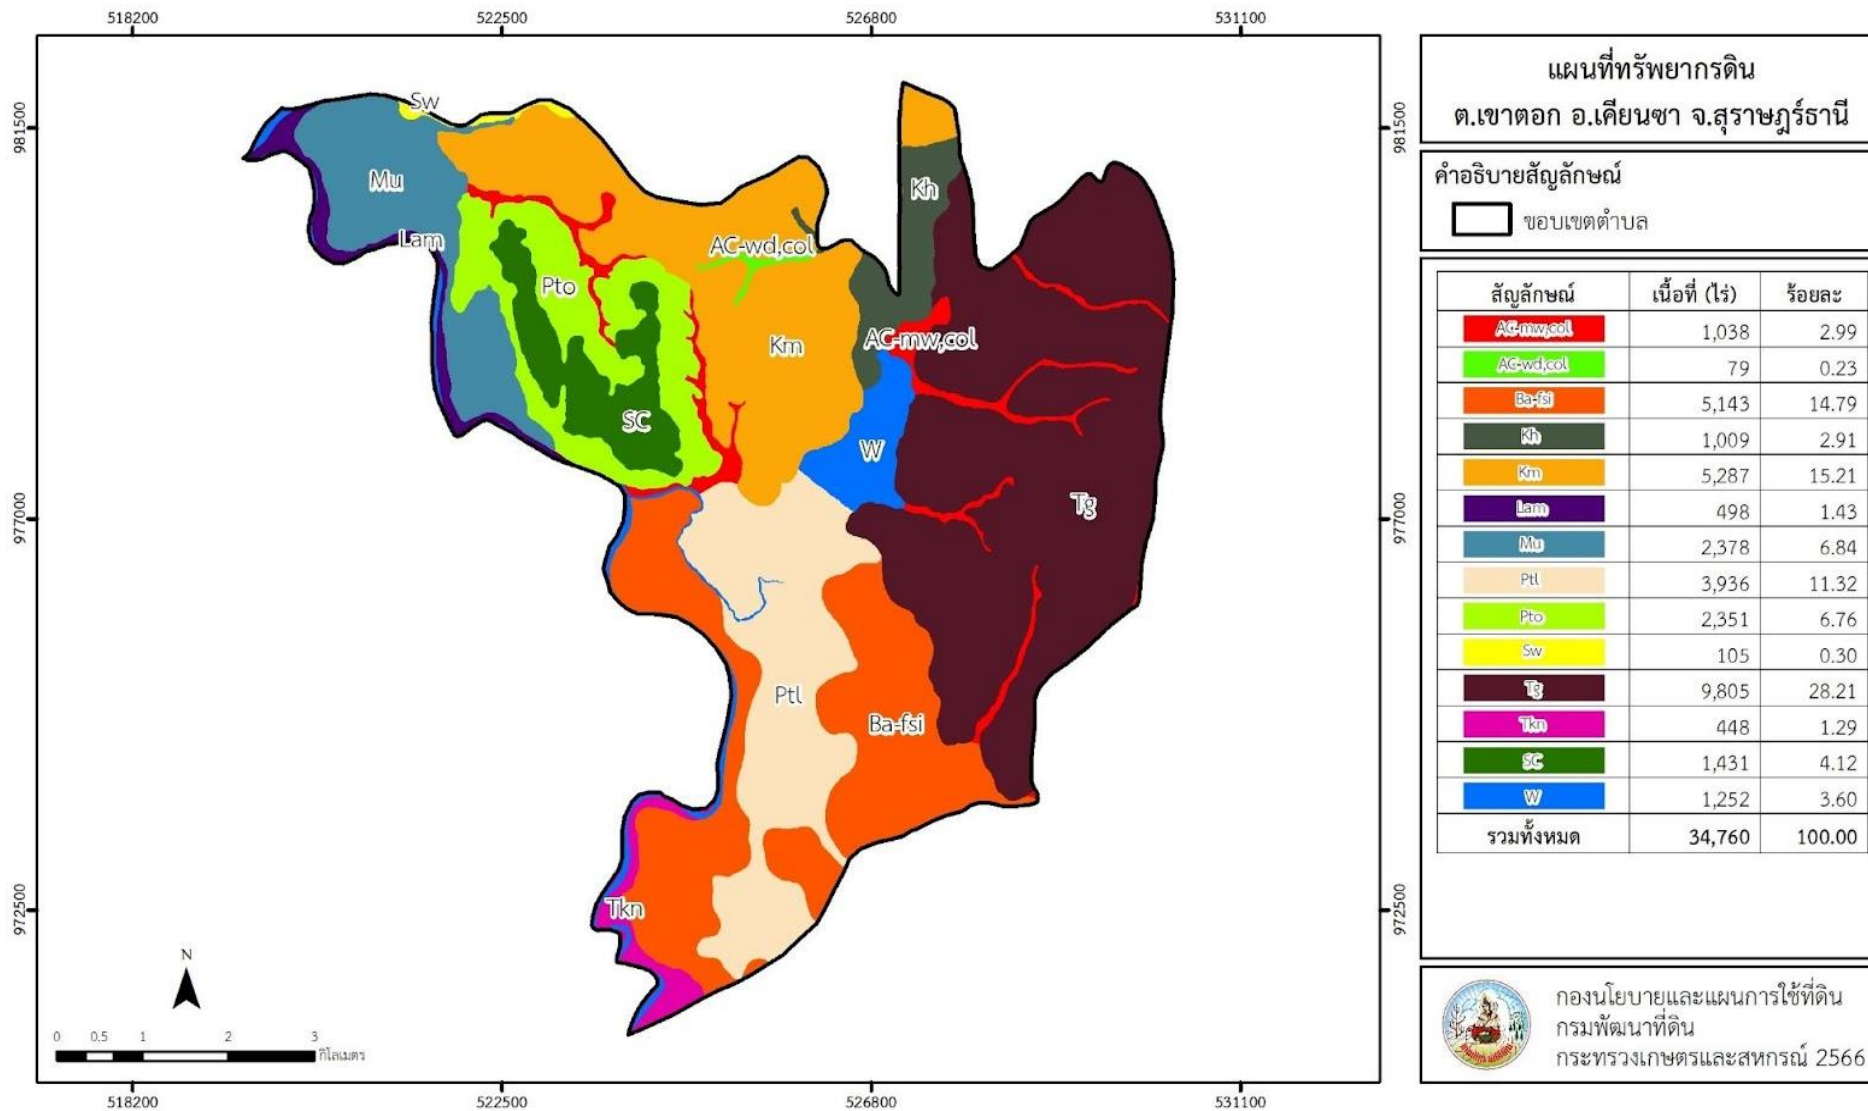 518200 522500 526800 531100
981500
977000
972500
981500
977000
972500
Sw
Mu
Lam
Pto
SC
AC-wd,col
Km
Kh
AC-mw,col
W
Tg
Ptl
Ba-fsi
Tkn
N
0 0.5 1 2 3
กิโลเมตร
518200 522500 526800 531100
แผนที่ทรัพยากรดิน
ต.เขาตอก อ.เคียนซา จ.สุราษฎร์ธานี
คำอธิบายสัญลักษณ์
ขอบเขตตำบล
สัญลักษณ์ เนื้อที่ (ไร่) ร้อยละ
AC-mw,col 1,038 2.99
AC-wd,col 79 0.23
Ba-fsi 5,143 14.79
Kh 1,009 2.91
Km 5,287 15.21
Lam 498 1.43
Mu 2,378 6.84
Ptl 3,936 11.32
Pto 2,351 6.76
Sw 105 0.30
Tg 9,805 28.21
Tkn 448 1.29
SC 1,431 4.12
W 1,252 3.60
รวมทั้งหมด 34,760 100.00
กองนโยบายและแผนการใช้ที่ดิน
กรมพัฒนาที่ดิน
กระทรวงเกษตรและสหกรณ์ 2566